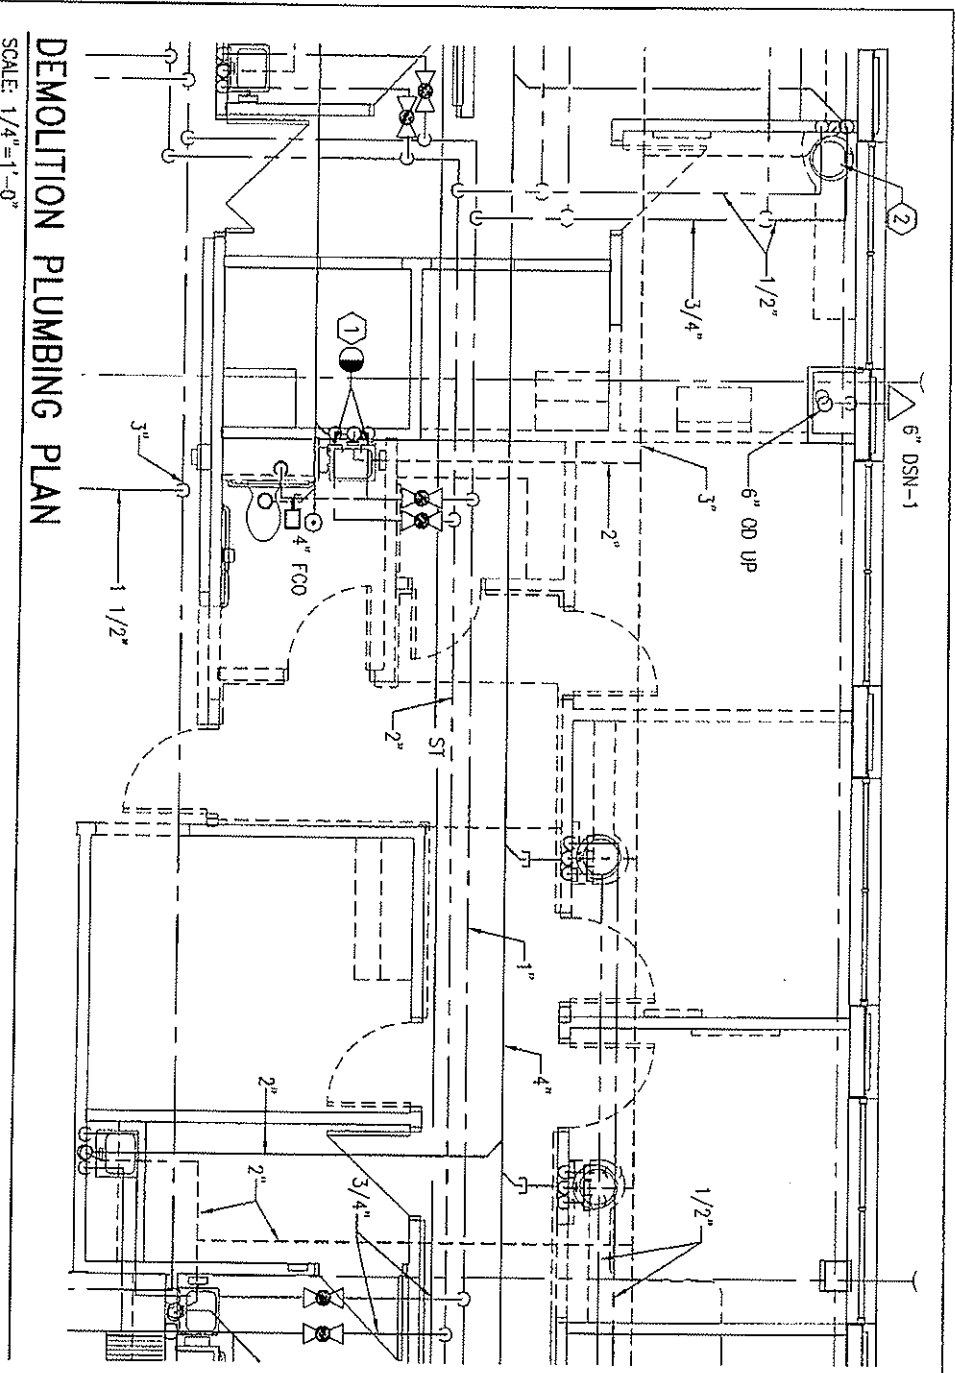 6" DSN-1
2
1/2"
3/4"
6" OD UP
3"
2"
1
4" FCO
3"
1 1/2"
2"
ST
1"
4"
2"
2"
3/4"
1/2"
DEMOLITION PLUMBING PLAN
SCALE: 1/4"=1'-0"